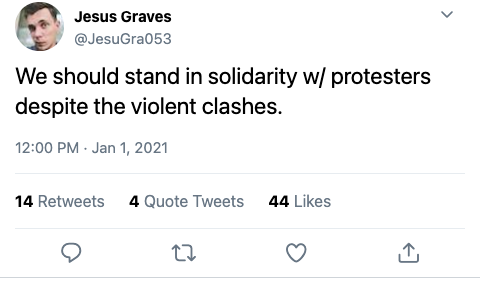 Jesus Graves
@JesuGra053
We should stand in solidarity w/ protesters
despite the violent clashes.
12:00 PM · Jan 1, 2021
14 Retweets 4 Quote Tweets 44 Likes